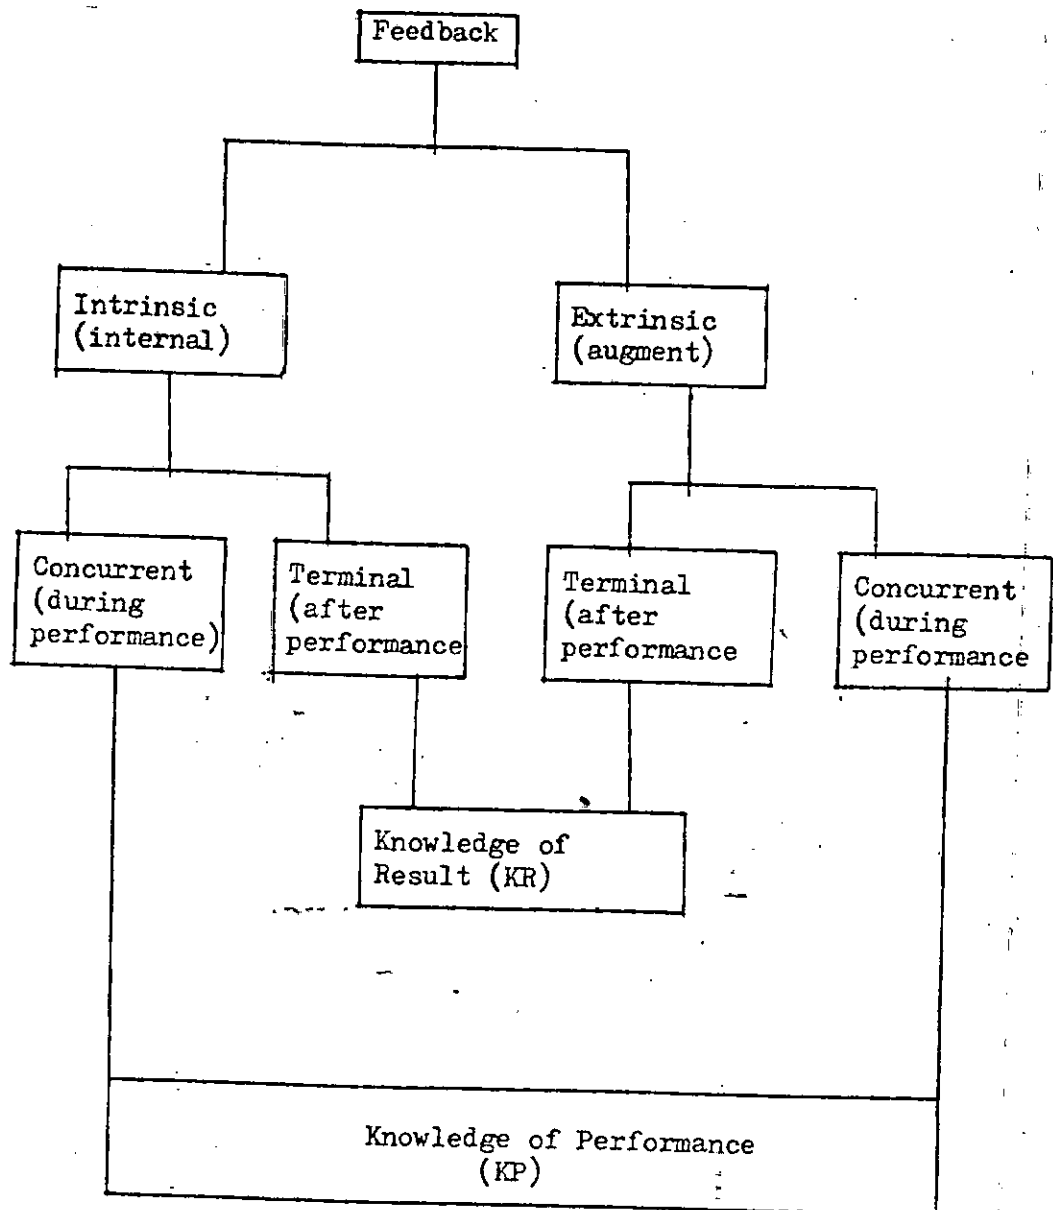 Feedback
Intrinsic
(internal)
Extrinsic
(augment)
Concurrent
(during
performance)
Terminal
(after
performance
Terminal
(after
performance
Concurrent
(during
performance
Knowledge of
Result (KR)
Knowledge of Performance
(KP)